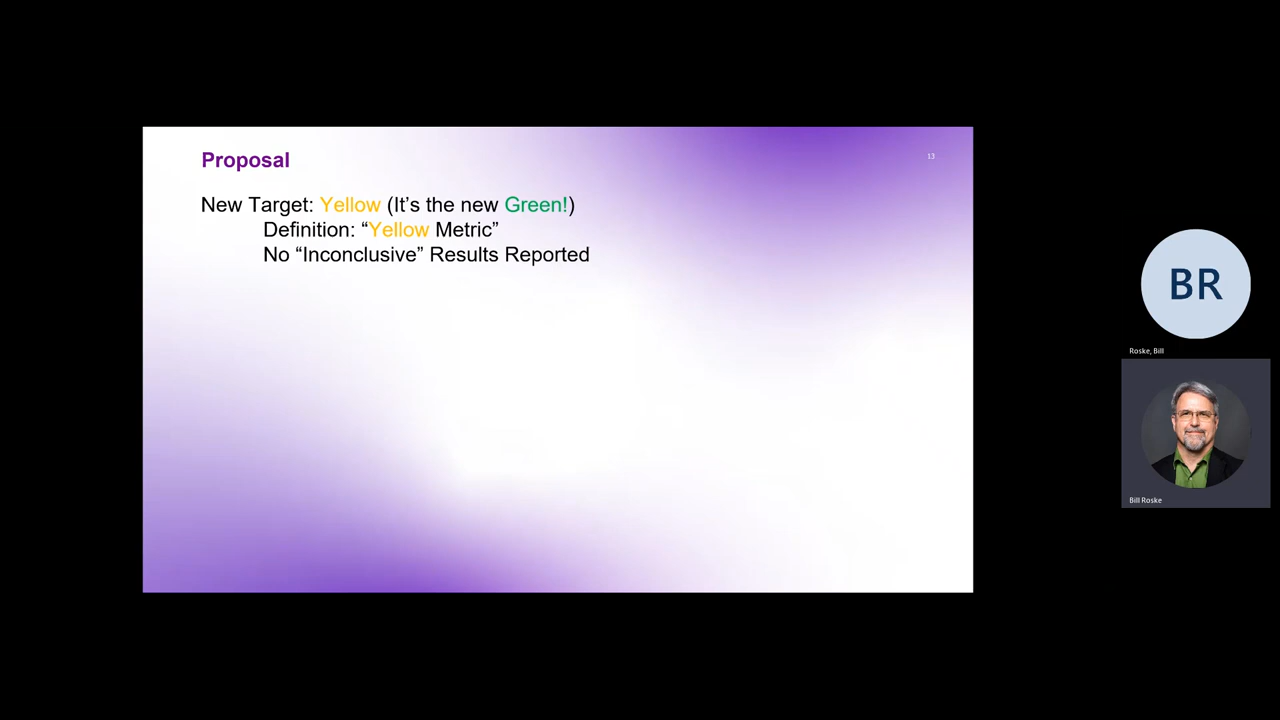 Proposal
13
New Target: Yellow (It’s the new Green!)
Definition: “Yellow Metric”
No “Inconclusive” Results Reported
BR
Roske, Bill
Bill Roske